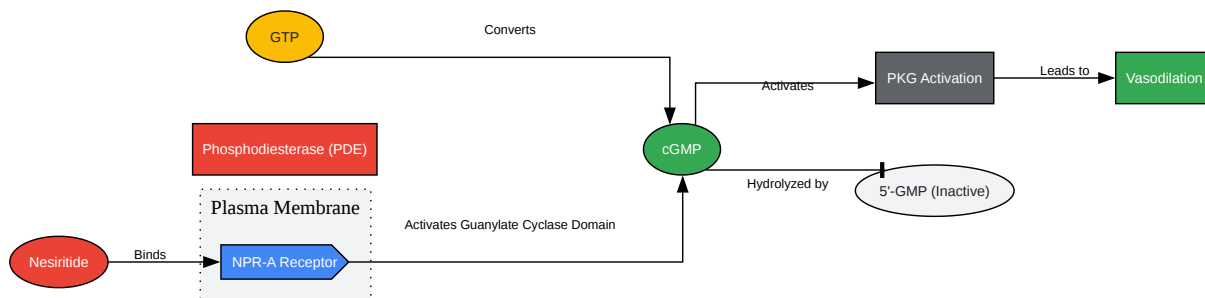 GTP
Converts
PKG Activation
Activates
Leads to
Vasodilation
Phosphodiesterase (PDE)
cGMP
Hydrolyzed by
5'-GMP (Inactive)
Plasma Membrane
Activates Guanylate Cyclase Domain
Nesiritide
Binds
NPR-A Receptor